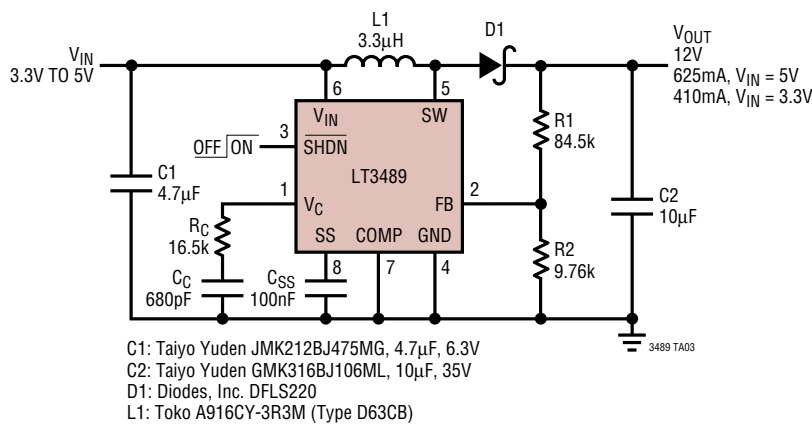 L1
3.3µH
D1
VIN
3.3V TO 5V
VOUT
12V
625mA, VIN = 5V
410mA, VIN = 3.3V
6
5
VIN
SW
OFF ON
3
SHDN
R1
84.5k
LT3489
C1
4.7µF
1
VC
2
FB
C2
10µF
RC
16.5k
SS
COMP
GND
R2
9.76k
8
7
4
CC
680pF
CSS
100nF
3489 TA03
C1: Taiyo Yuden JMK212BJ475MG, 4.7µF, 6.3V
C2: Taiyo Yuden GMK316BJ106ML, 10µF, 35V
D1: Diodes, Inc. DFLS220
L1: Toko A916CY-3R3M (Type D63CB)